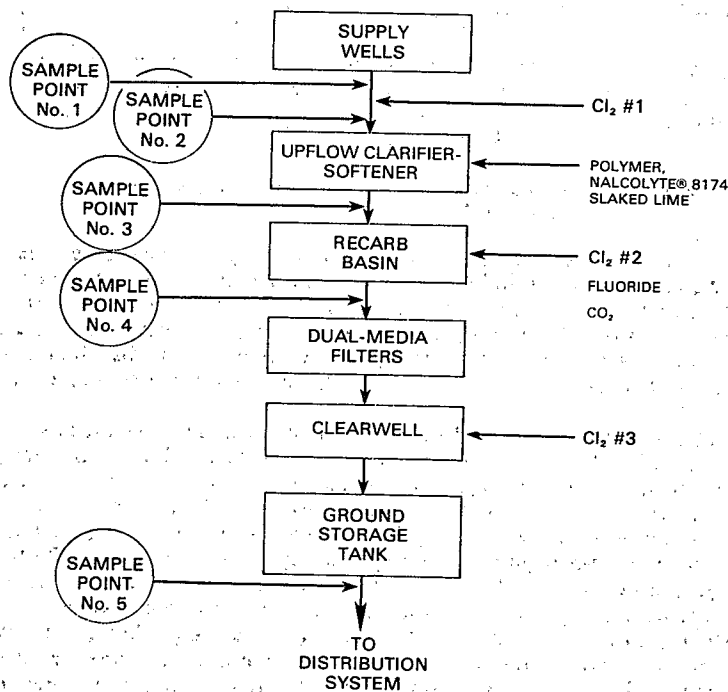 SUPPLY
WELLS
SAMPLE
POINT
No. 1
Cl₂ #1
SAMPLE
POINT
No. 2
UPFLOW CLARIFIER-
SOFTENER
POLYMER,
NALCOLYTE® 8174
SLAKED LIME
SAMPLE
POINT
No. 3
RECARB
BASIN
Cl₂ #2
FLUORIDE
CO₂
SAMPLE
POINT
No. 4
DUAL-MEDIA
FILTERS
CLEARWELL
Cl₂ #3
GROUND
STORAGE
TANK
SAMPLE
POINT
No. 5
TO
DISTRIBUTION
SYSTEM